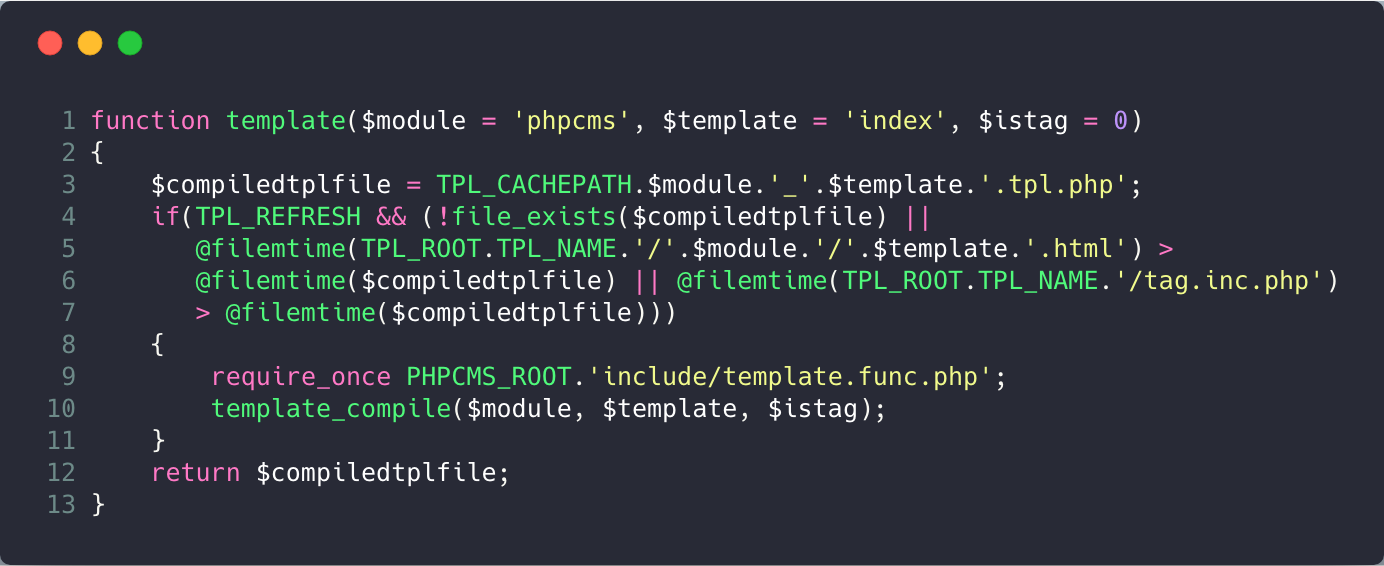 1 function template($module = 'phpcms', $template = 'index', $istag = 0)
2 {
3     $compiledtplfile = TPL_CACHEPATH.$module.'_'.$template.'.tpl.php';
4     if(TPL_REFRESH && (!file_exists($compiledtplfile) ||
5        @filemtime(TPL_ROOT.TPL_NAME.'/'.$module.'/'.$template.'.html') >
6        @filemtime($compiledtplfile) || @filemtime(TPL_ROOT.TPL_NAME.'/tag.inc.php')
7        > @filemtime($compiledtplfile)))
8     {
9         require_once PHPCMS_ROOT.'include/template.func.php';
10         template_compile($module, $template, $istag);
11     }
12     return $compiledtplfile;
13 }